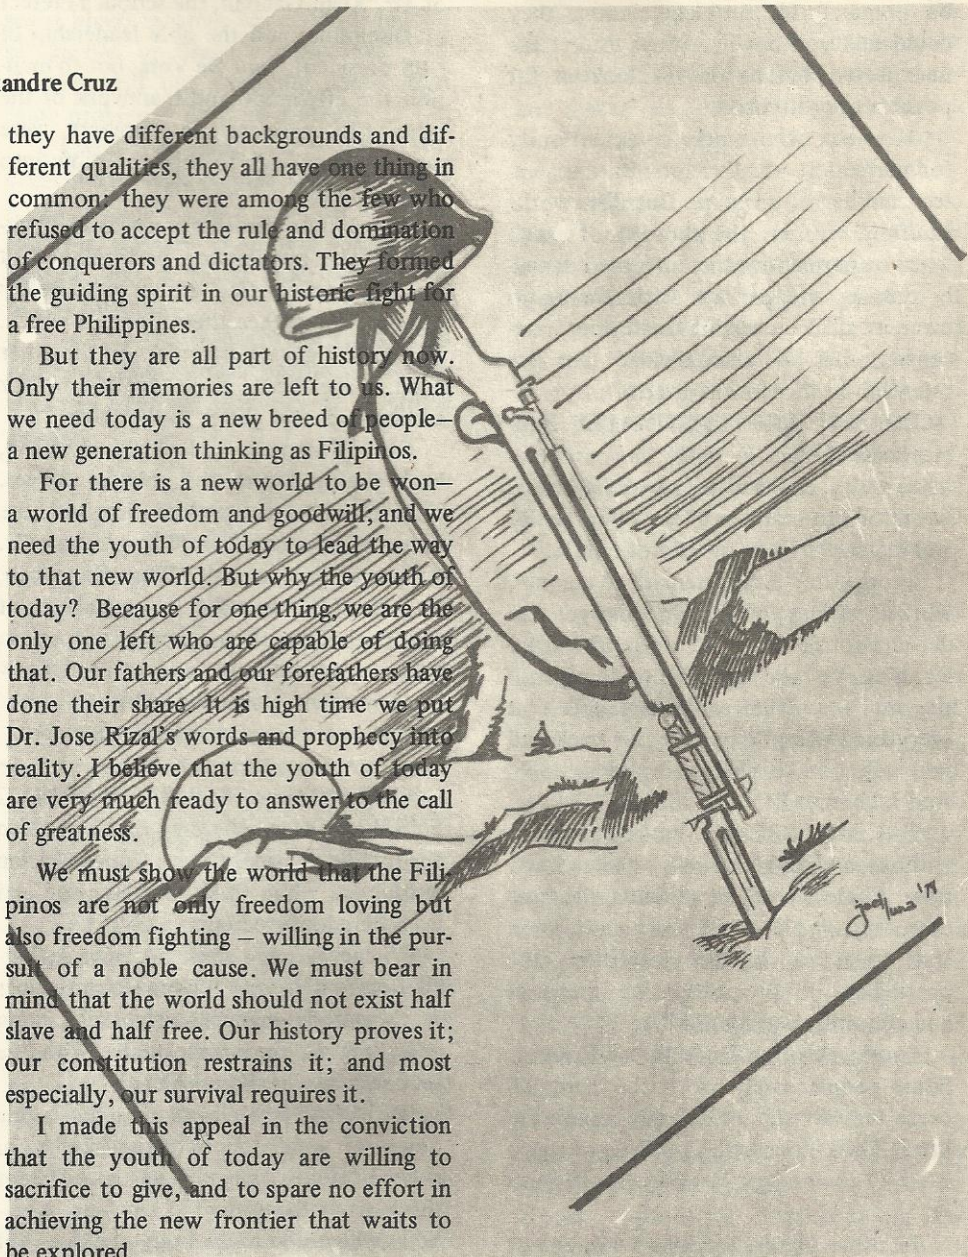 andre Cruz
they have different backgrounds and dif-
ferent qualities, they all have one thing in
common: they were among the few who
refused to accept the rule and domination
of conquerors and dictators. They formed
the guiding spirit in our historic fight for
a free Philippines.
But they are all part of history now.
Only their memories are left to us. What
we need today is a new breed of people—
a new generation thinking as Filipinos.
For there is a new world to be won—
a world of freedom and goodwill; and we
need the youth of today to lead the way
to that new world. But why the youth of
today? Because for one thing, we are the
only one left who are capable of doing
that. Our fathers and our forefathers have
done their share. It is high time we put
Dr. Jose Rizal's words and prophecy into
reality. I believe that the youth of today
are very much ready to answer to the call
of greatness.
We must show the world that the Fili-
pinos are not only freedom loving but
also freedom fighting — willing in the pur-
suit of a noble cause. We must bear in
mind that the world should not exist half
slave and half free. Our history proves it;
our constitution restrains it; and most
especially, our survival requires it.
I made this appeal in the conviction
that the youth of today are willing to
sacrifice to give, and to spare no effort in
achieving the new frontier that waits to
be explored